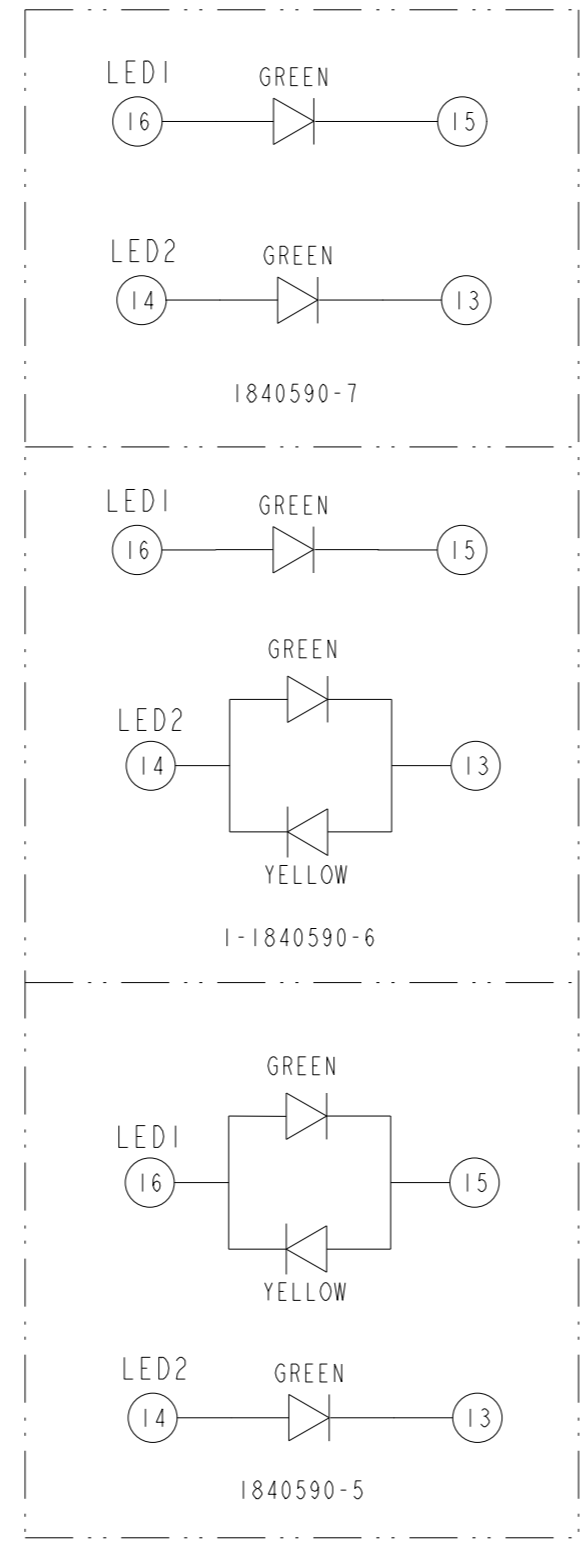 LED1
GREEN
16
15
LED2
GREEN
14
13
1840590-7
LED1
GREEN
16
15
GREEN
LED2
14
13
YELLOW
1-1840590-6
GREEN
LED1
16
15
YELLOW
LED2
GREEN
14
13
1840590-5